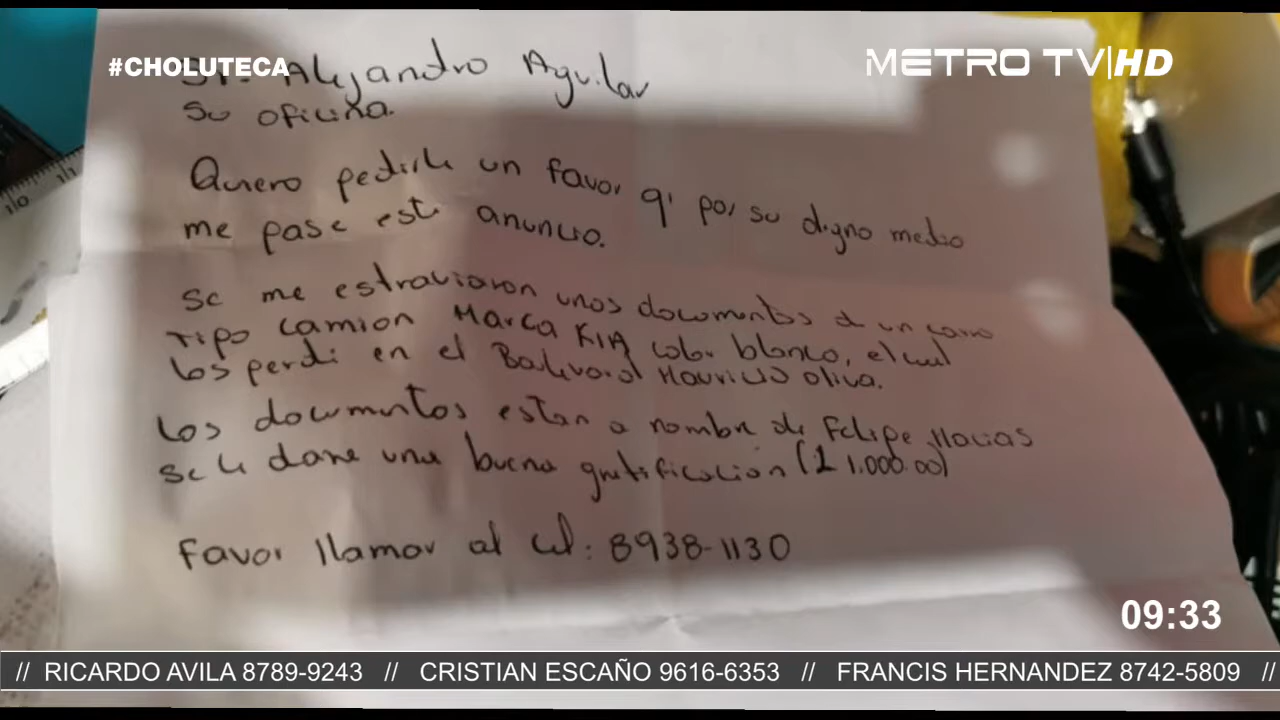 #CHOLUTECA
METRO TV|HD
Sr. Alejandro Aguilar
Su oficina.
Quiero pedirle un favor q' por su digno medio
me pase este anuncio.
Se me estraviaron unos documentos d un carro
Tipo camion Marca KIA color blanco, el cual
los perdi en el Boulevard Mauricio Oliva.
Los documentos estan a nombre de Felipe Macias
se le dara una buena gratificacion (L 1.000.00)
Favor llamar al cel: 8938-1130
09:33
// RICARDO AVILA 8789-9243 // CRISTIAN ESCAÑO 9616-6353 // FRANCIS HERNANDEZ 8742-5809 //